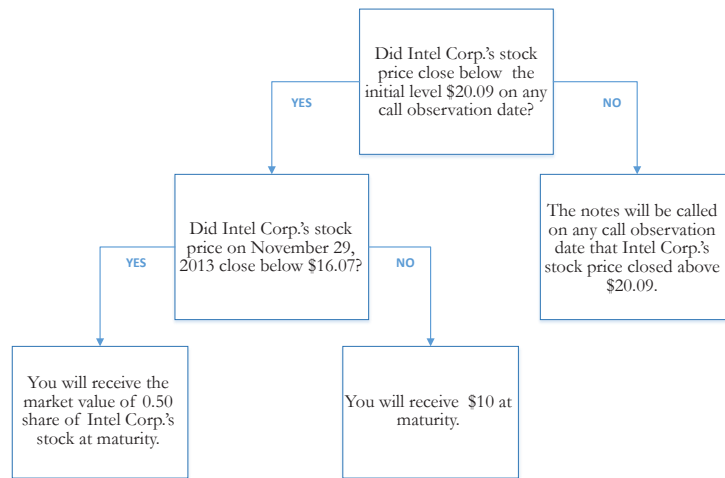 Did Intel Corp.'s stock
price close below  the
initial level $20.09 on any
call observation date?
YES
NO
Did Intel Corp.'s stock
price on November 29,
2013 close below $16.07?
The notes will be called
on any call observation
date that Intel Corp.'s
stock price closed above
$20.09.
YES
NO
You will receive the
market value of 0.50
share of Intel Corp.'s
stock at maturity.
You will receive  $10 at
maturity.